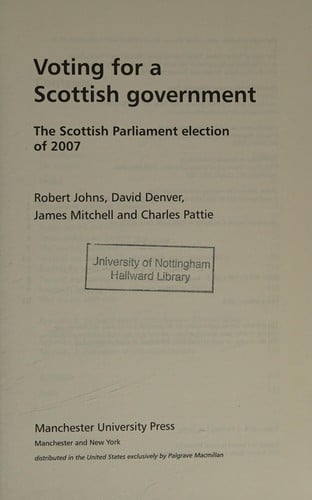 Voting for a
Scottish government
The Scottish Parliament election
of 2007
Robert Johns, David Denver,
James Mitchell and Charles Pattie
University of Nottingham
Hallward Library
Manchester University Press
Manchester and New York
distributed in the United States exclusively by Palgrave Macmillan